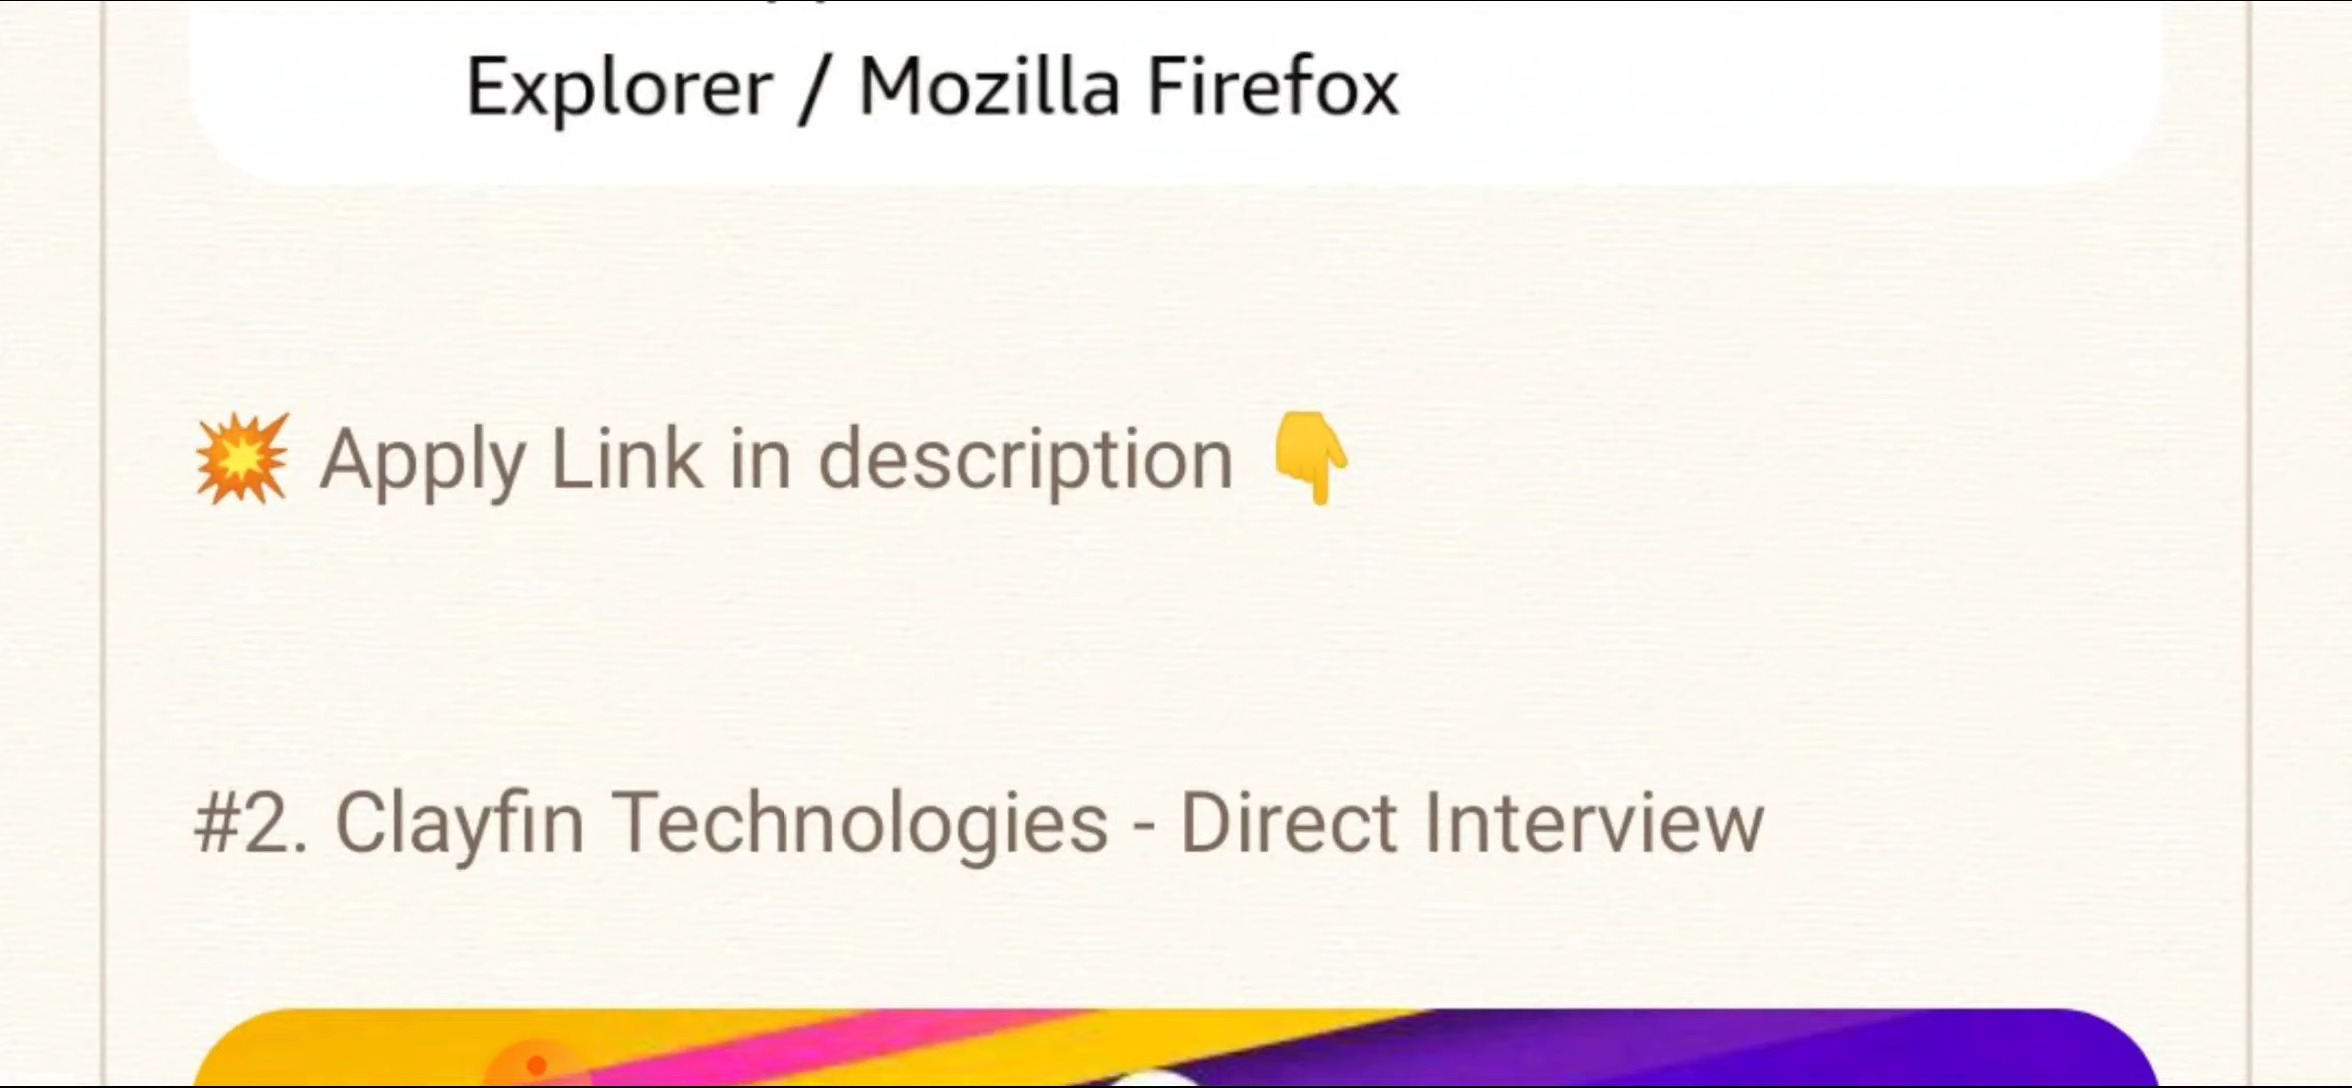 Explorer / Mozilla Firefox
💥 Apply Link in description 👇
#2. Clayfin Technologies - Direct Interview